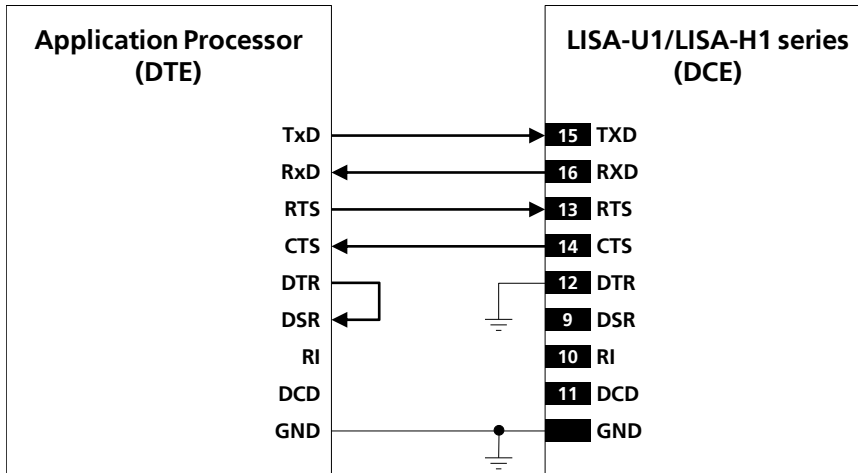 Application Processor
(DTE)
LISA-U1/LISA-H1 series
(DCE)
TxD 15 TXD
RxD 16 RXD
RTS 13 RTS
CTS 14 CTS
DTR 12 DTR
DSR 9 DSR
RI 10 RI
DCD 11 DCD
GND GND